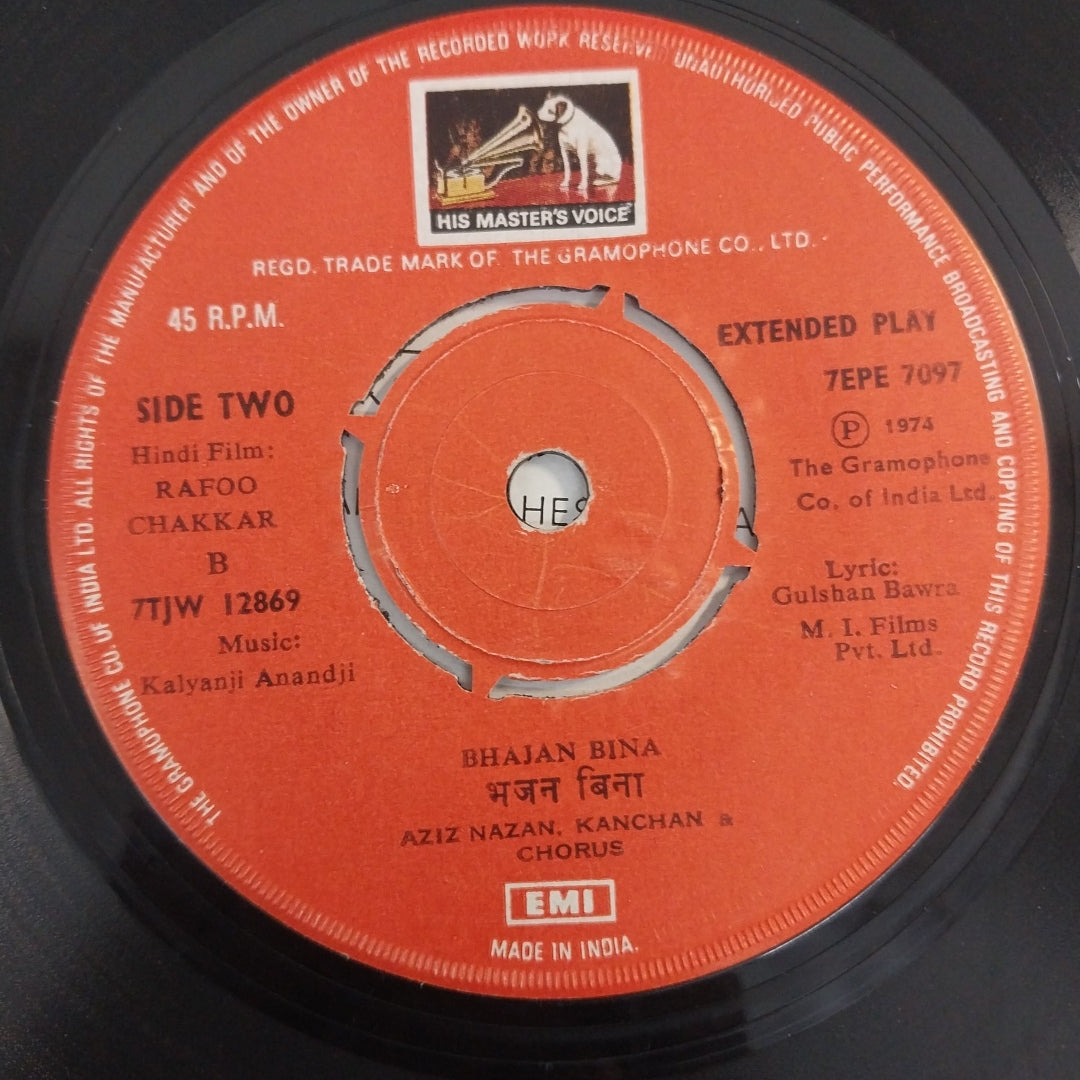 THE GRAMOPHONE CO. OF INDIA LTD. ALL RIGHTS OF THE MANUFACTURER AND OF THE OWNER OF THE RECORDED WORK RESERVED UNAUTHORISED PUBLIC PERFORMANCE BROADCASTING AND COPYING OF THIS RECORD PROHIBITED.
HIS MASTER'S VOICE
REGD. TRADE MARK OF THE GRAMOPHONE CO., LTD.
45 R.P.M.
SIDE TWO
Hindi Film:
RAFOO
CHAKKAR
B
7TJW 12869
Music:
Kalyanji Anandji
EXTENDED PLAY
7EPE 7097
Ⓟ 1974
The Gramophone
Co. of India Ltd.
Lyric:
Gulshan Bawra
M. I. Films
Pvt. Ltd.
HES
BHAJAN BINA
भजन बिना
AZIZ NAZAN, KANCHAN &
CHORUS
EMI
MADE IN INDIA.